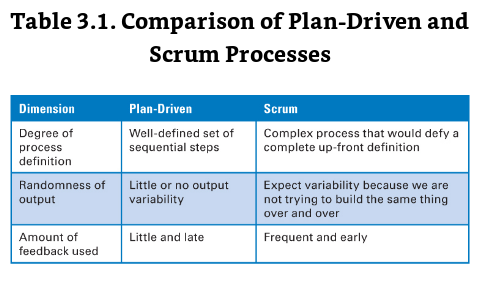 Table 3.1. Comparison of Plan-Driven and
Scrum Processes
Dimension Plan-Driven Scrum
Degree of process definition Well-defined set of sequential steps Complex process that would defy a complete up-front definition
Randomness of output Little or no output variability Expect variability because we are not trying to build the same thing over and over
Amount of feedback used Little and late Frequent and early